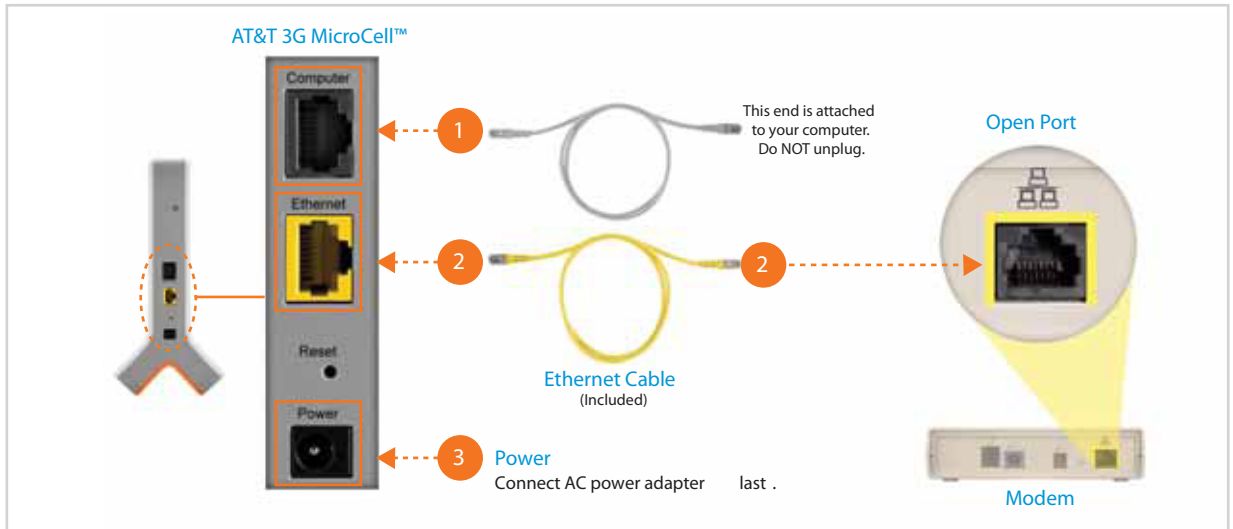 AT&T 3G MicroCell™
Computer
1
This end is attached
to your computer.
Do NOT unplug.
Open Port
Ethernet
2
2
Reset
Ethernet Cable
(Included)
Power
3
Power
Connect AC power adapter last .
Modem